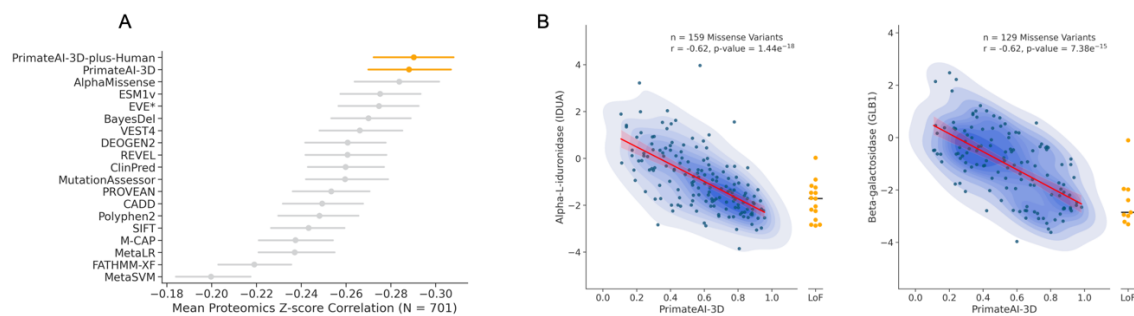 A
PrimateAI-3D-plus-Human
PrimateAI-3D
AlphaMissense
ESM1v
EVE*
BayesDel
VEST4
DEOGEN2
REVEL
ClinPred
MutationAssessor
PROVEAN
CADD
Polyphen2
SIFT
M-CAP
MetaLR
FATHMM-XF
MetaSVM
−0.18 −0.20 −0.22 −0.24 −0.26 −0.28 −0.30
Mean Proteomics Z-score Correlation (N = 701)
B
n = 159 Missense Variants
r = -0.62, p-value = 1.44e⁻¹⁸
Alpha-L-iduronidase (IDUA)
4
2
0
−2
−4
0.0 0.2 0.4 0.6 0.8 1.0 LoF
PrimateAI-3D
n = 129 Missense Variants
r = -0.62, p-value = 7.38e⁻¹⁵
Beta-galactosidase (GLB1)
4
2
0
−2
−4
0.0 0.2 0.4 0.6 0.8 1.0 LoF
PrimateAI-3D